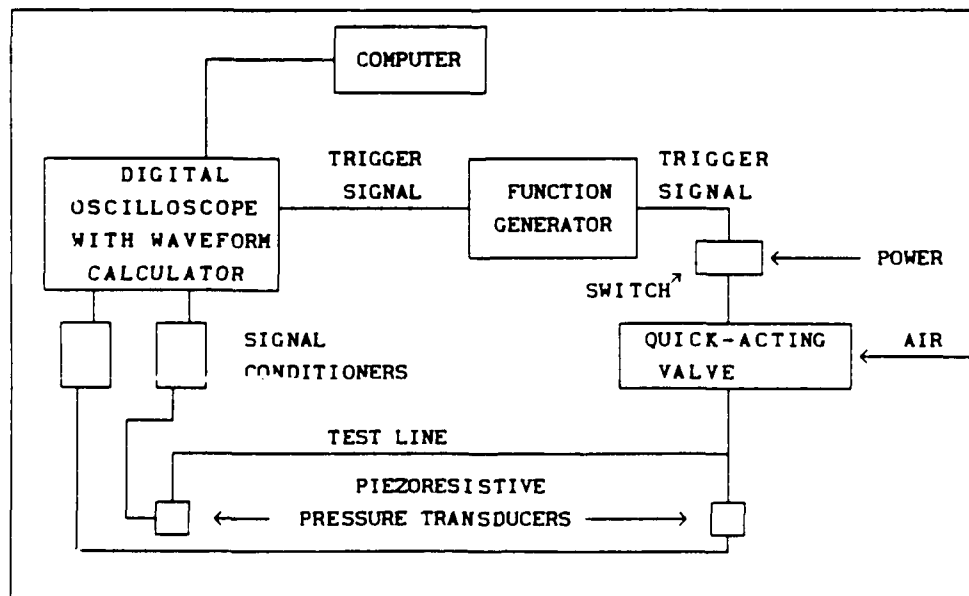 COMPUTER
TRIGGER
SIGNAL
TRIGGER
SIGNAL
DIGITAL
OSCILLOSCOPE
WITH WAVEFORM
CALCULATOR
FUNCTION
GENERATOR
POWER
SWITCH
SIGNAL
CONDITIONERS
QUICK-ACTING
VALVE
AIR
TEST LINE
PIEZORESISTIVE
PRESSURE TRANSDUCERS